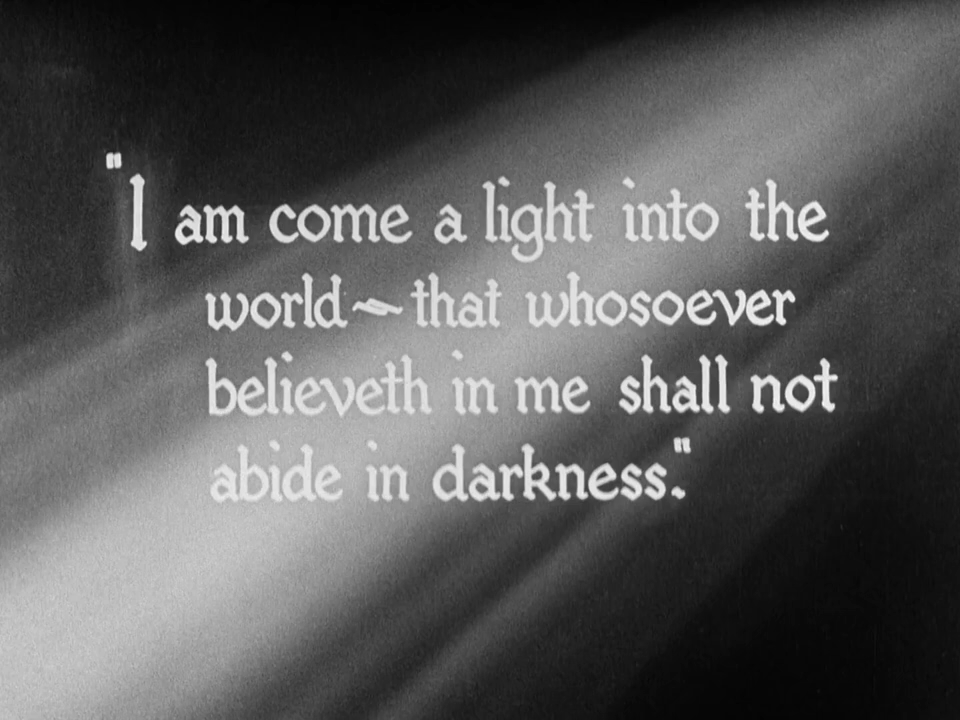 "I am come a light into the
world~that whosoever
believeth in me shall not
abide in darkness."